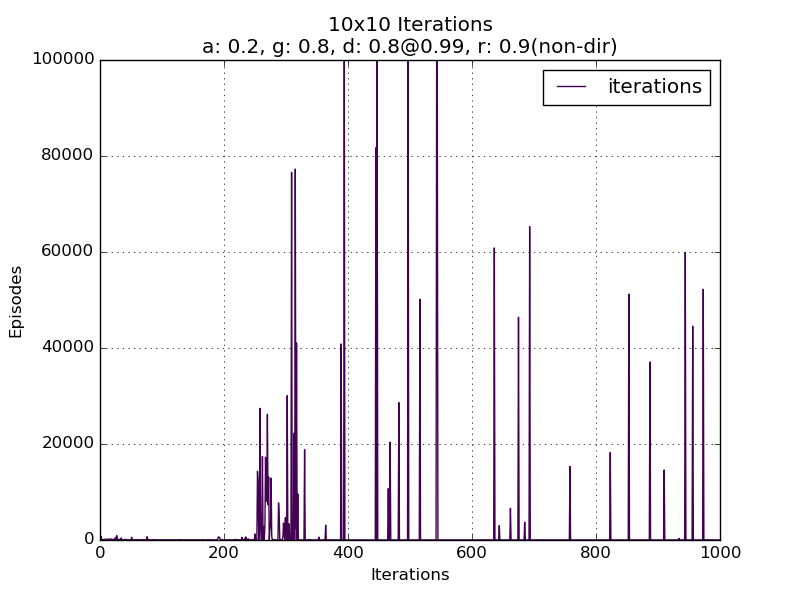 10x10 Iterations
a: 0.2, g: 0.8, d: 0.8@0.99, r: 0.9(non-dir)
100000
80000
60000
40000
20000
0
Episodes
iterations
0 200 400 600 800 1000
Iterations